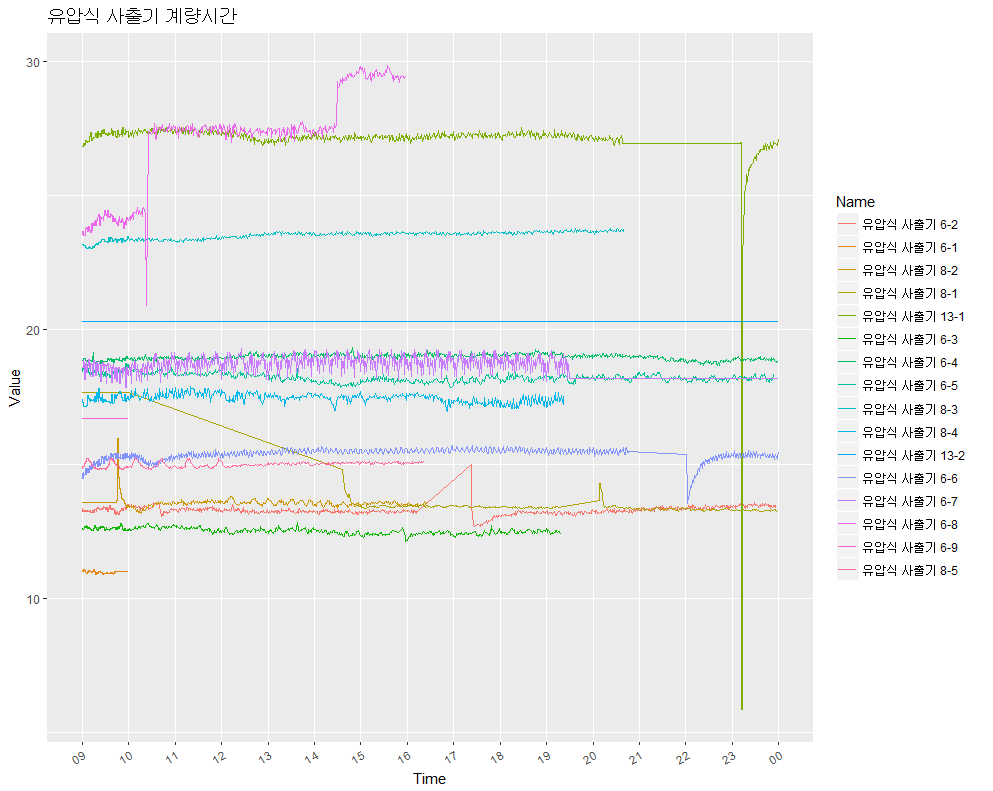 유압식 사출기 계량시간
Value
30
20
10
09 10 11 12 13 14 15 16 17 18 19 20 21 22 23 00
Time
Name
유압식 사출기 6-2
유압식 사출기 6-1
유압식 사출기 8-2
유압식 사출기 8-1
유압식 사출기 13-1
유압식 사출기 6-3
유압식 사출기 6-4
유압식 사출기 6-5
유압식 사출기 8-3
유압식 사출기 8-4
유압식 사출기 13-2
유압식 사출기 6-6
유압식 사출기 6-7
유압식 사출기 6-8
유압식 사출기 6-9
유압식 사출기 8-5